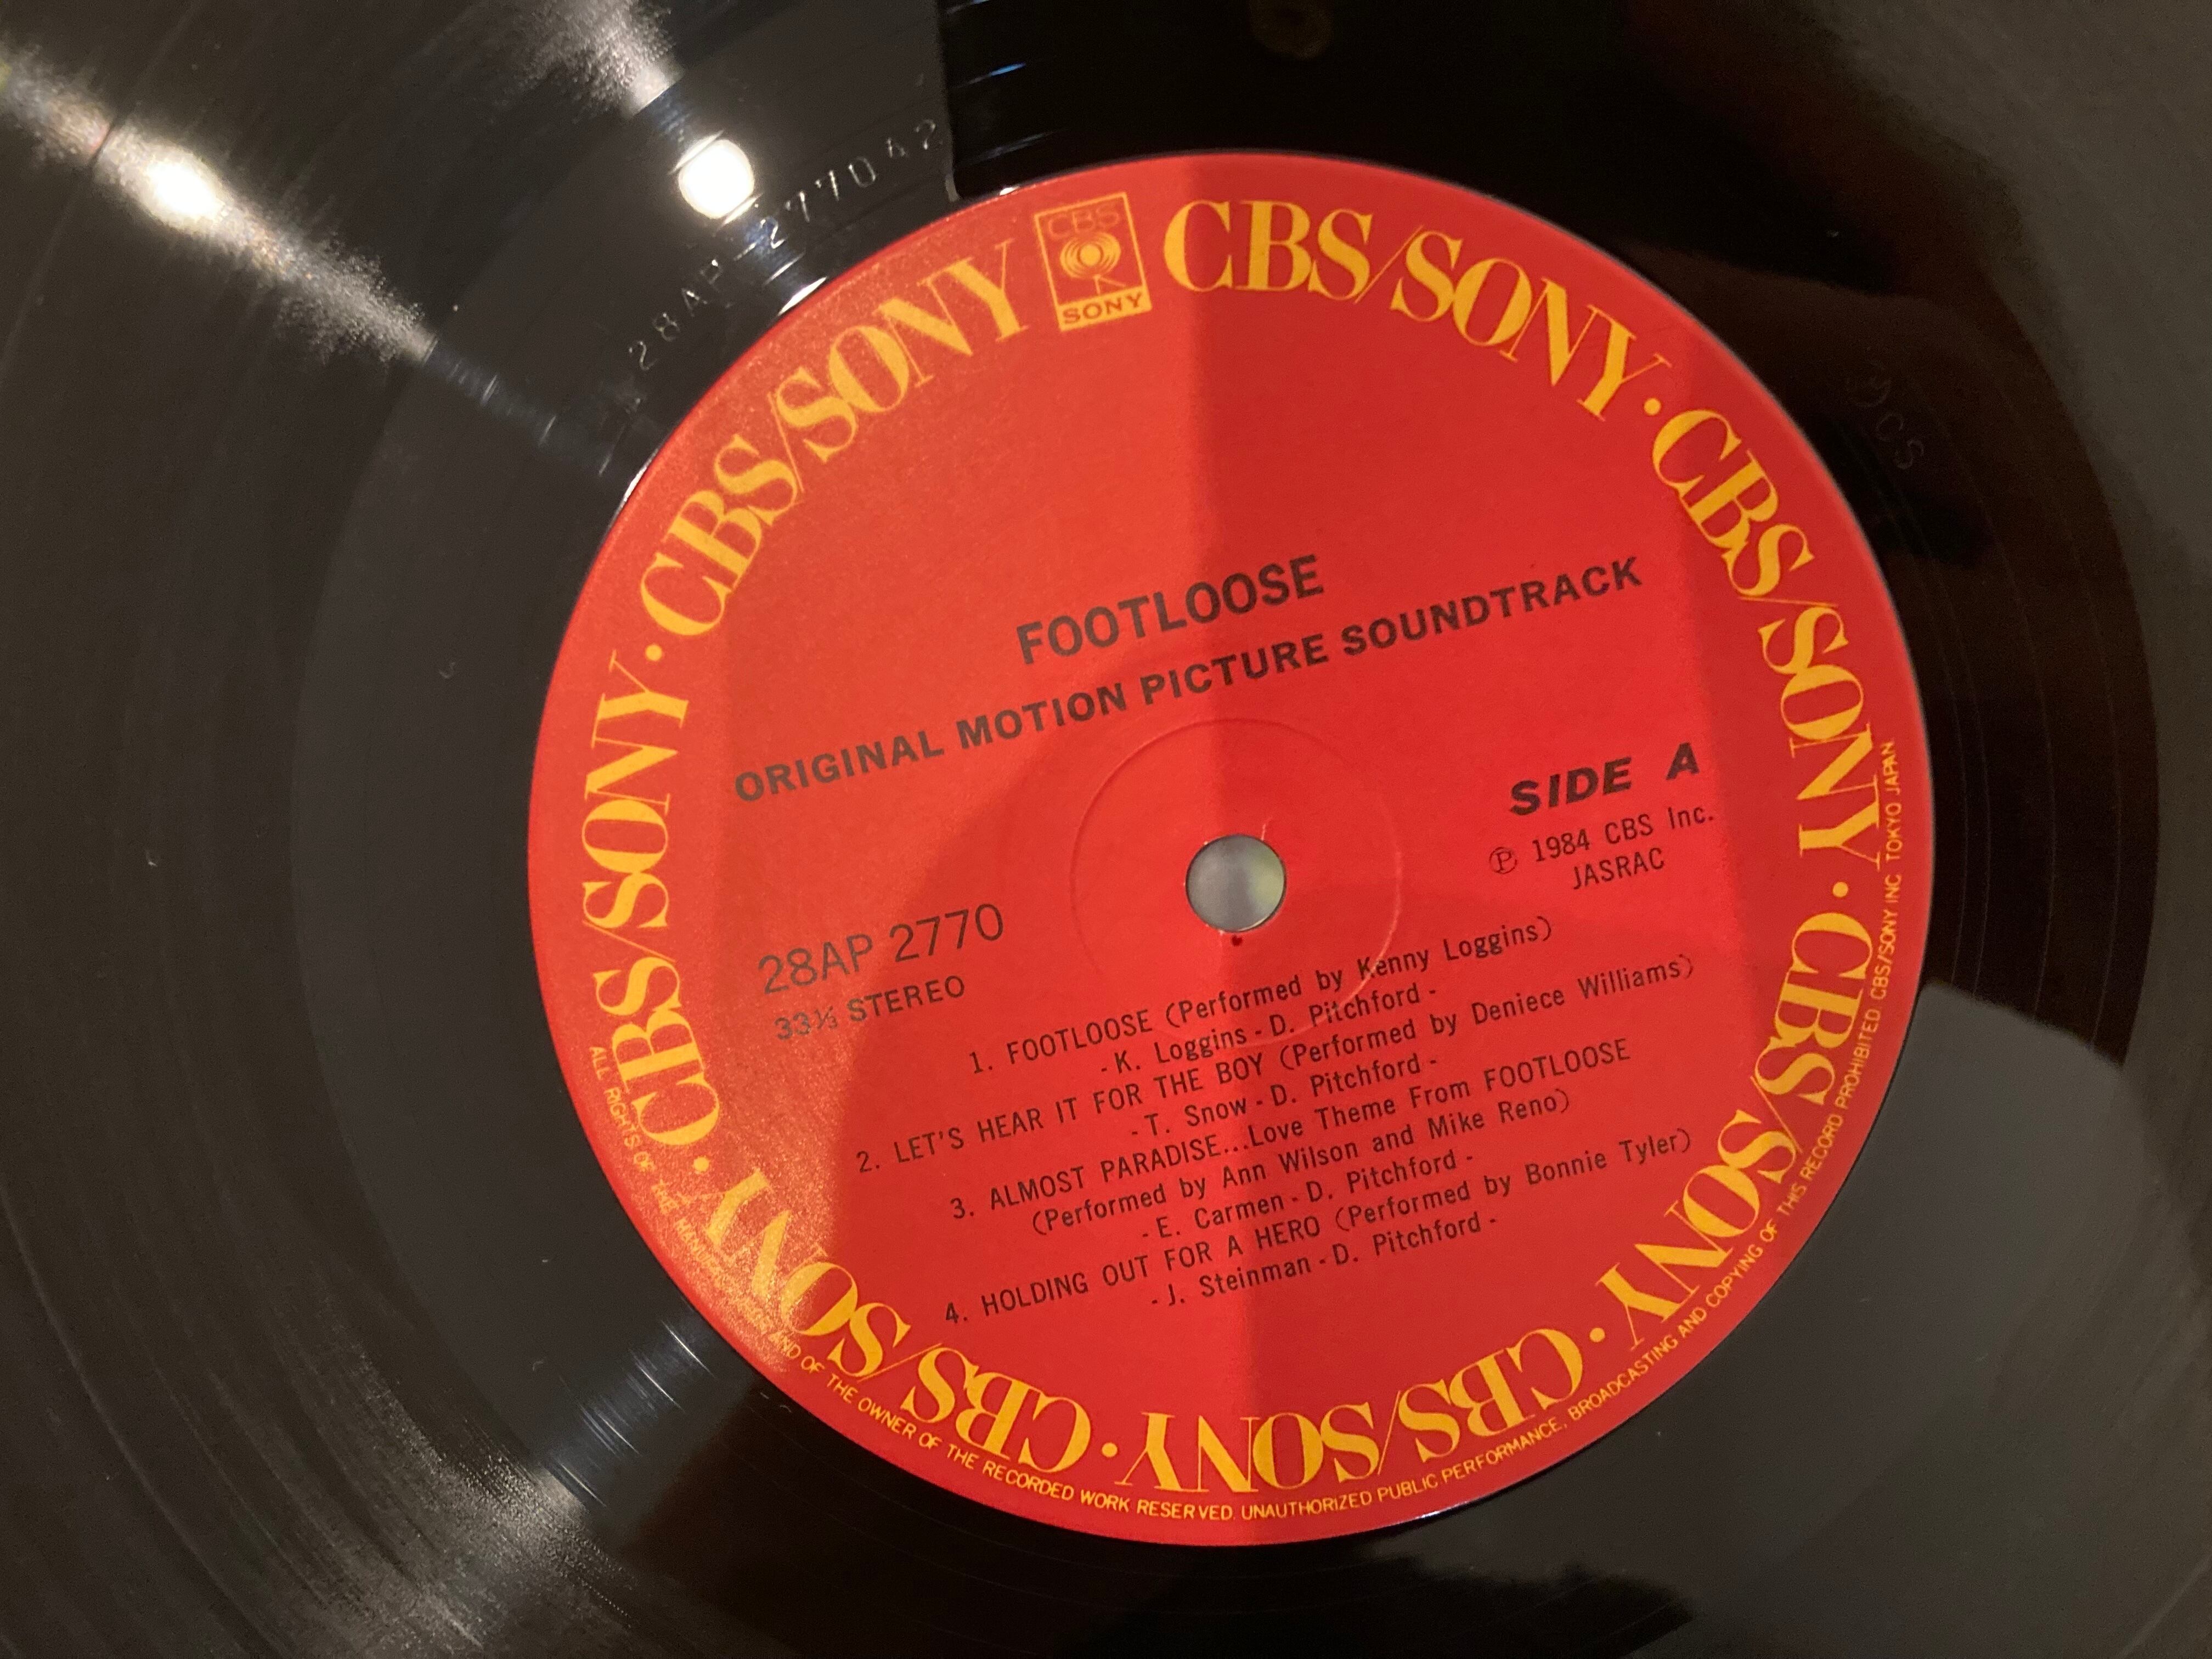 28AP-2770A2
CBS
SONY
CBS/SONY · CBS/SONY · CBS/SONY · CBS/SONY · CBS/SONY · CBS/SONY · CBS/SONY
FOOTLOOSE
ORIGINAL MOTION PICTURE SOUNDTRACK
SIDE A
Ⓟ 1984 CBS Inc.
JASRAC
28AP 2770
33⅓ STEREO
1. FOOTLOOSE (Performed by Kenny Loggins)
- K. Loggins - D. Pitchford -
2. LET'S HEAR IT FOR THE BOY (Performed by Deniece Williams)
- T. Snow - D. Pitchford -
3. ALMOST PARADISE...Love Theme From FOOTLOOSE
(Performed by Ann Wilson and Mike Reno)
- E. Carmen - D. Pitchford -
4. HOLDING OUT FOR A HERO (Performed by Bonnie Tyler)
- J. Steinman - D. Pitchford -
ALL RIGHTS OF THE AND OF THE OWNER OF THE RECORDED WORK RESERVED. UNAUTHORIZED PUBLIC PERFORMANCE, BROADCASTING AND COPYING OF THIS RECORD PROHIBITED CBS/SONY INC. TOKYO JAPAN